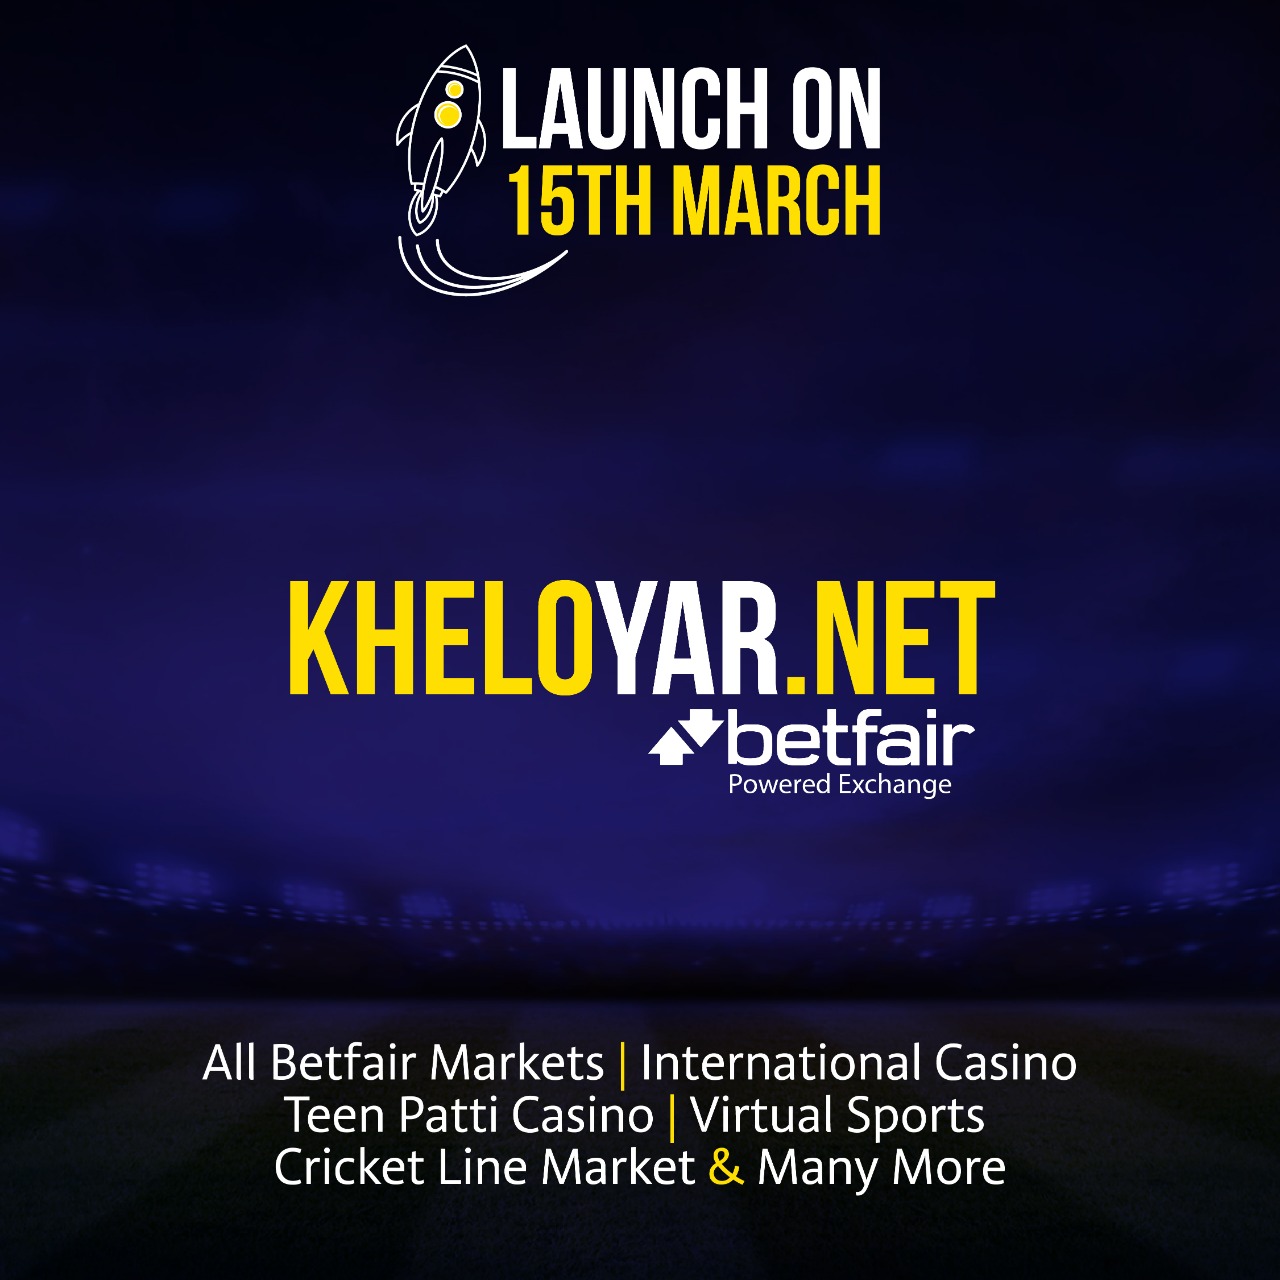 LAUNCH ON
15TH MARCH
KHELOYAR.NET
betfair
Powered Exchange
All Betfair Markets | International Casino
Teen Patti Casino | Virtual Sports
Cricket Line Market & Many More